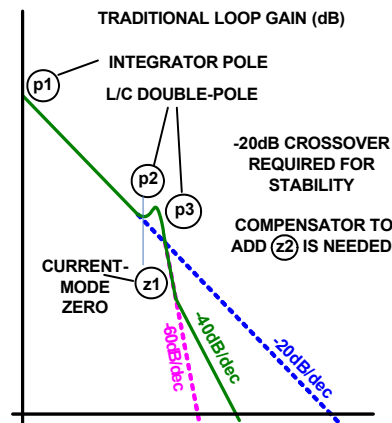 TRADITIONAL LOOP GAIN (dB)
p1
INTEGRATOR POLE
L/C DOUBLE-POLE
p2
p3
-20dB CROSSOVER
REQUIRED FOR
STABILITY
COMPENSATOR TO
ADD z2 IS NEEDED
CURRENT-
MODE
ZERO
z1
-60dB/dec
-40dB/dec
-20dB/dec